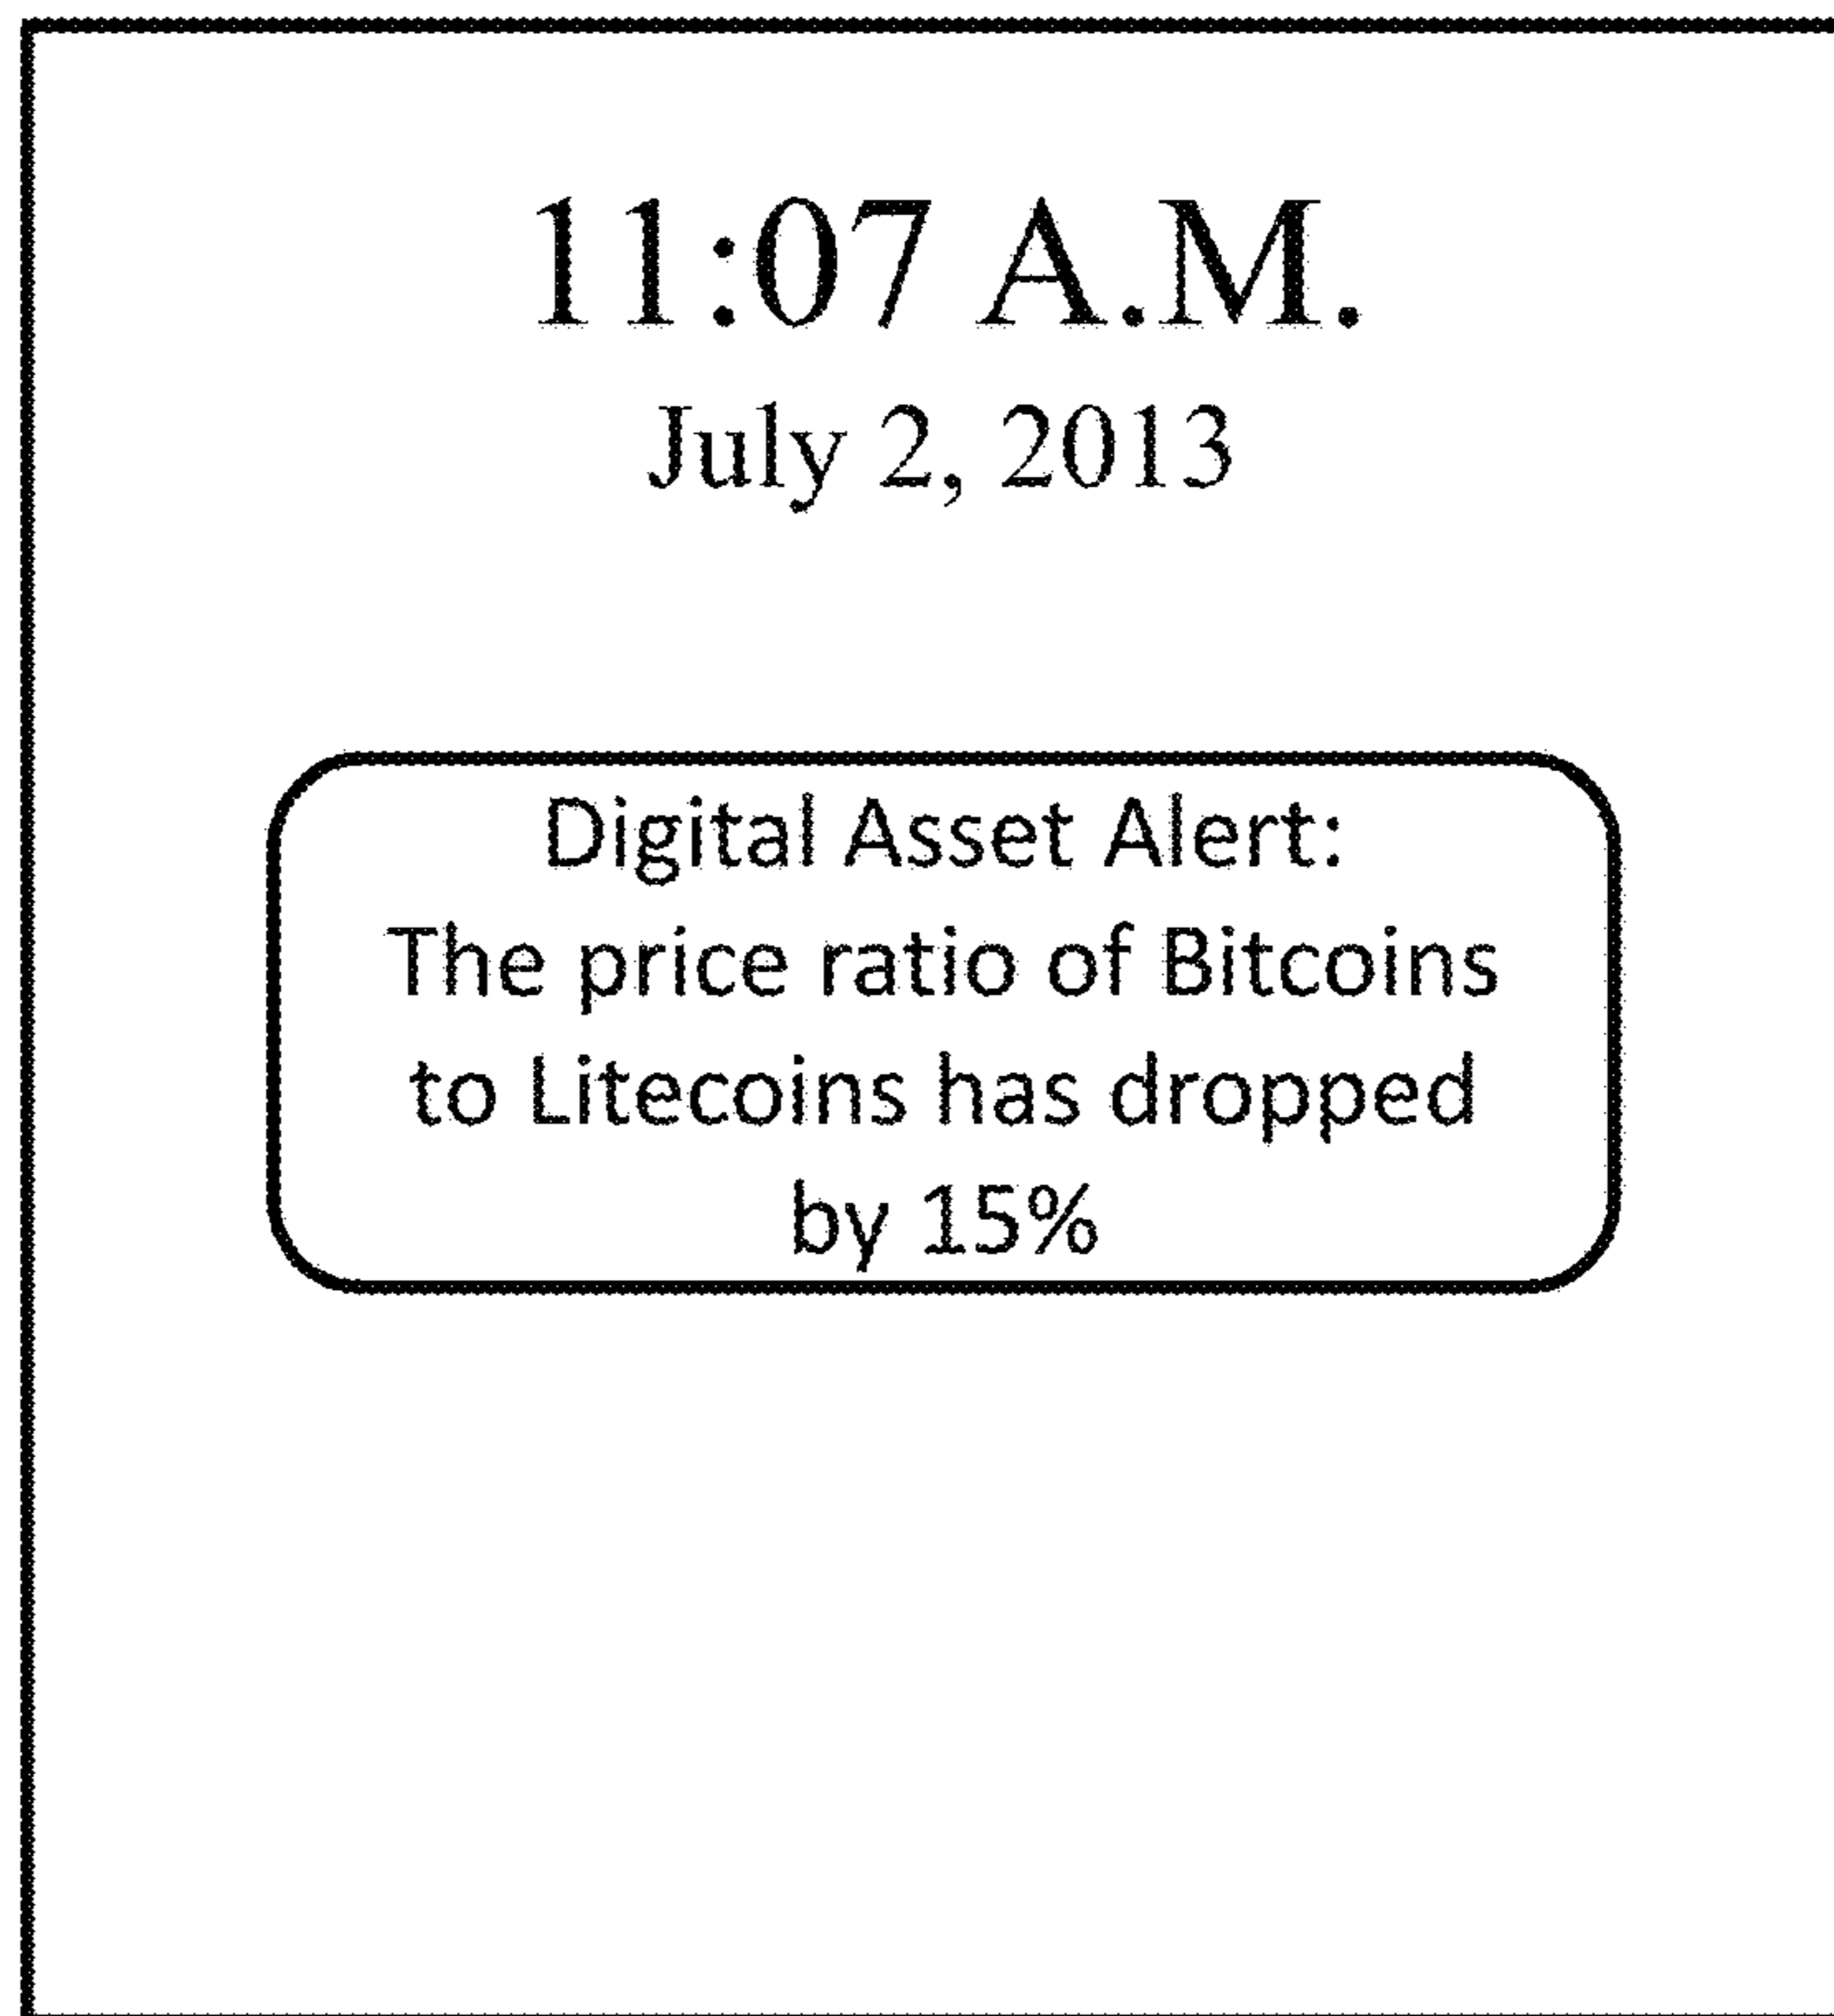 11:07 A.M.
July 2, 2013
Digital Asset Alert:
The price ratio of Bitcoins
to Litecoins has dropped
by 15%